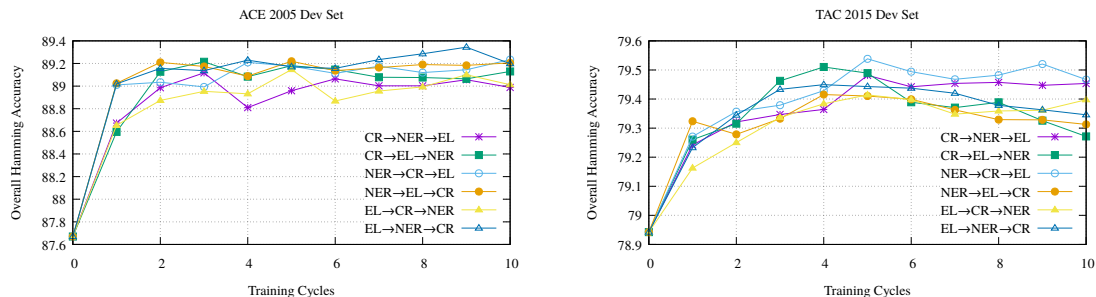 ACE 2005 Dev Set
Overall Hamming Accuracy
89.4
89.2
89
88.8
88.6
88.4
88.2
88
87.8
87.6
CR→NER→EL
CR→EL→NER
NER→CR→EL
NER→EL→CR
EL→CR→NER
EL→NER→CR
0 2 4 6 8 10
Training Cycles
TAC 2015 Dev Set
Overall Hamming Accuracy
79.6
79.5
79.4
79.3
79.2
79.1
79
78.9
CR→NER→EL
CR→EL→NER
NER→CR→EL
NER→EL→CR
EL→CR→NER
EL→NER→CR
0 2 4 6 8 10
Training Cycles